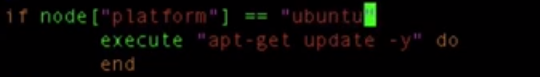 if node["platform"] == "ubuntu"
execute "apt-get update -y" do
end